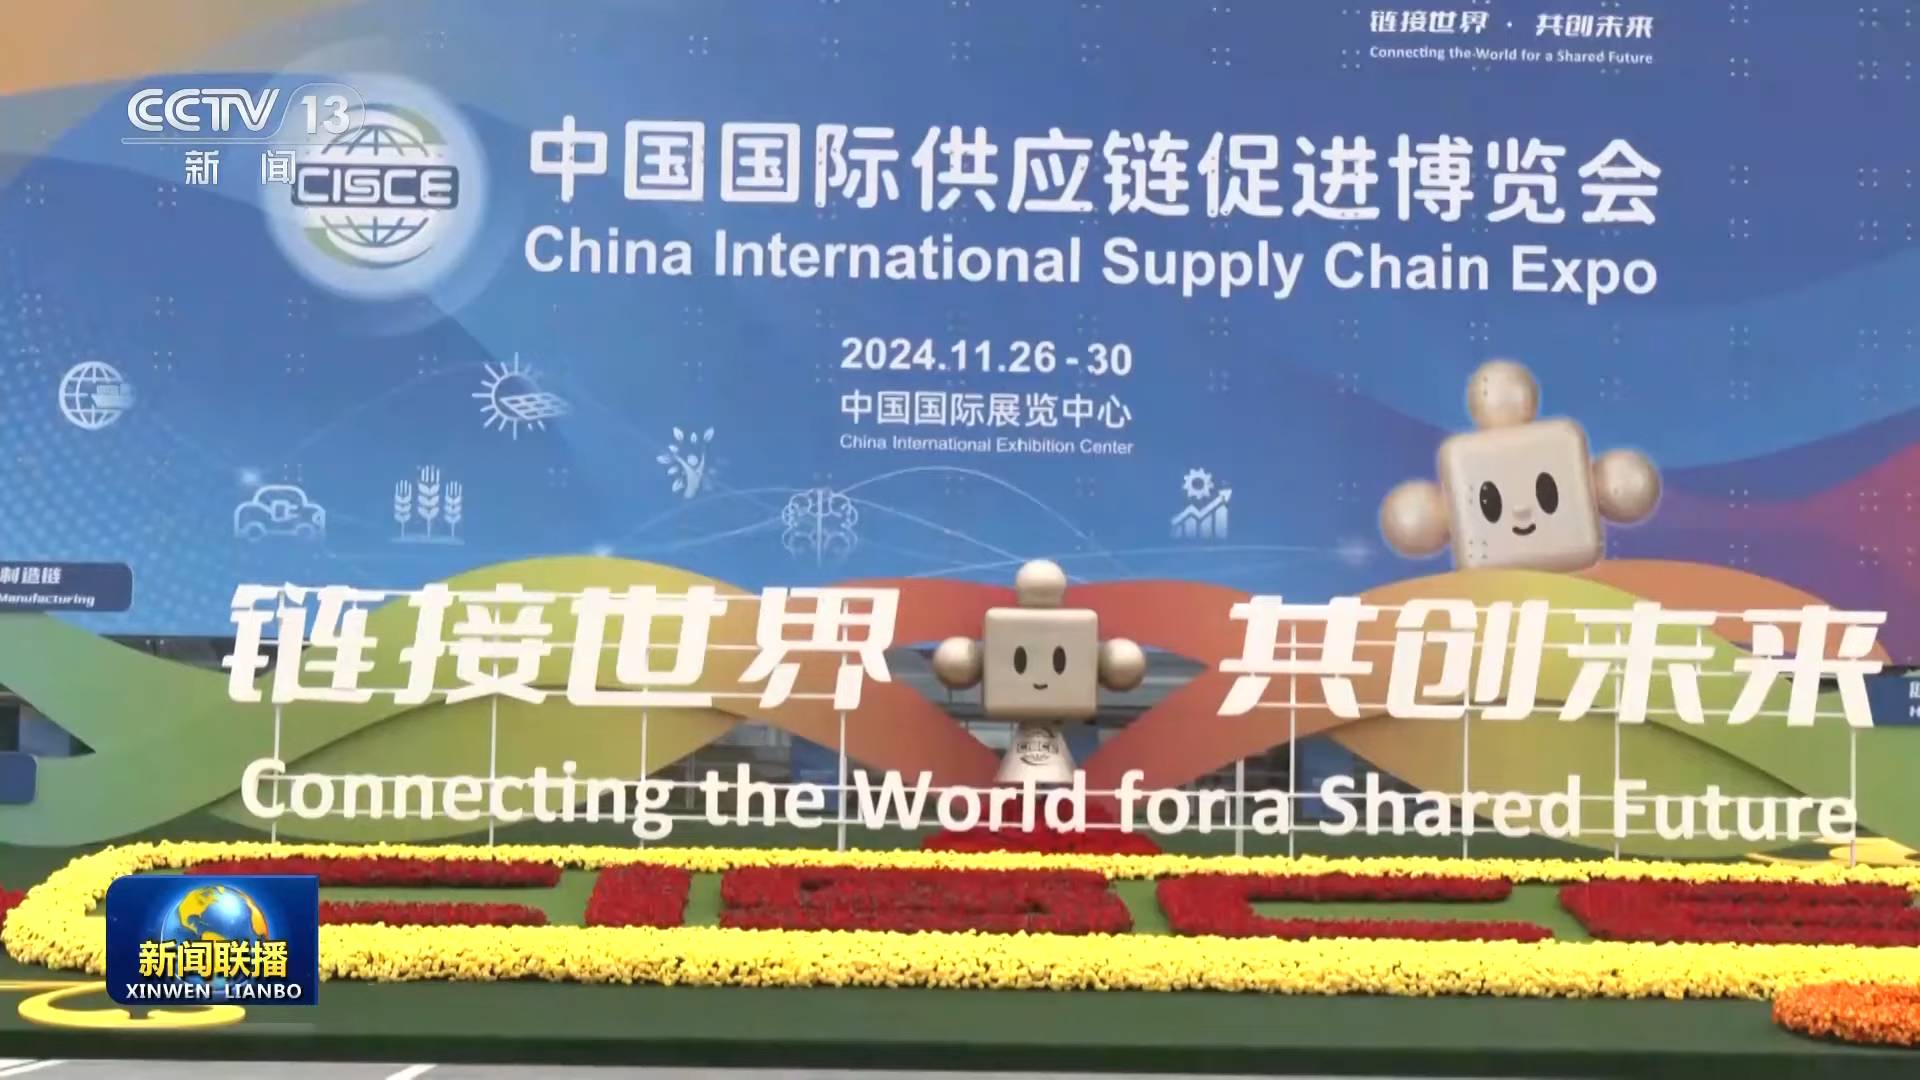 链接世界 · 共创未来
Connecting the World for a Shared Future
CCTV 13
新闻
CISCE
中国国际供应链促进博览会
China International Supply Chain Expo
2024.11.26-30
中国国际展览中心
China International Exhibition Center
制造链
Manufacturing
链接世界 共创未来
CISCE
Connecting the World for a Shared Future
CISCE
新闻联播
XINWEN LIANBO